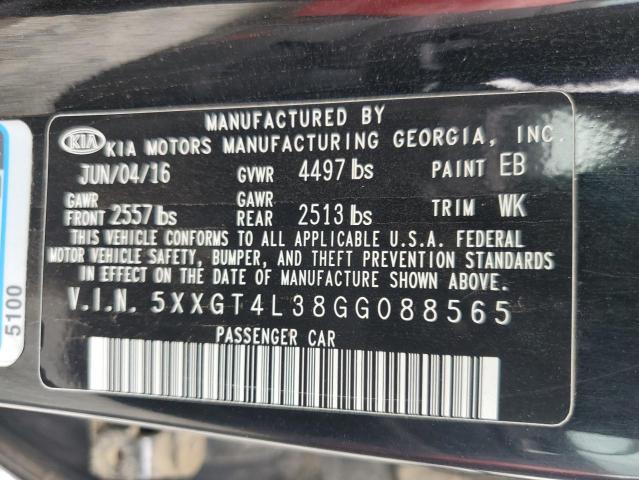 MANUFACTURED BY
KIA KIA MOTORS MANUFACTURING GEORGIA, INC.
JUN/04/16 GVWR 4497 lbs PAINT EB
GAWR FRONT 2557 lbs GAWR REAR 2513 lbs TRIM WK
THIS VEHICLE CONFORMS TO ALL APPLICABLE U.S.A. FEDERAL
MOTOR VEHICLE SAFETY, BUMPER, AND THEFT PREVENTION STANDARDS
IN EFFECT ON THE DATE OF MANUFACTURE SHOWN ABOVE.
V.I.N. 5XXGT4L38GG088565
PASSENGER CAR
5100